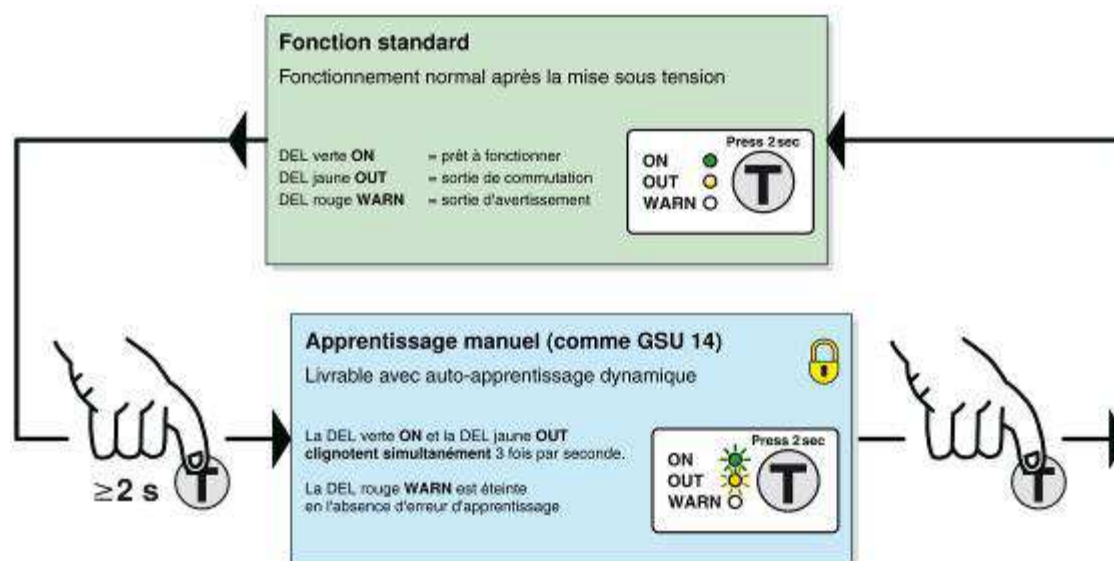 Fonction standard
Fonctionnement normal après la mise sous tension
DEL verte ON = prêt à fonctionner
DEL jaune OUT = sortie de commutation
DEL rouge WARN = sortie d'avertissement
Press 2 sec
ON
OUT
WARN
T
Apprentissage manuel (comme GSU 14)
Livrable avec auto-apprentissage dynamique
La DEL verte ON et la DEL jaune OUT
clignotent simultanément 3 fois par seconde.
La DEL rouge WARN est éteinte
en l'absence d'erreur d'apprentissage
Press 2 sec
ON
OUT
WARN
T
≥2 s
T
T